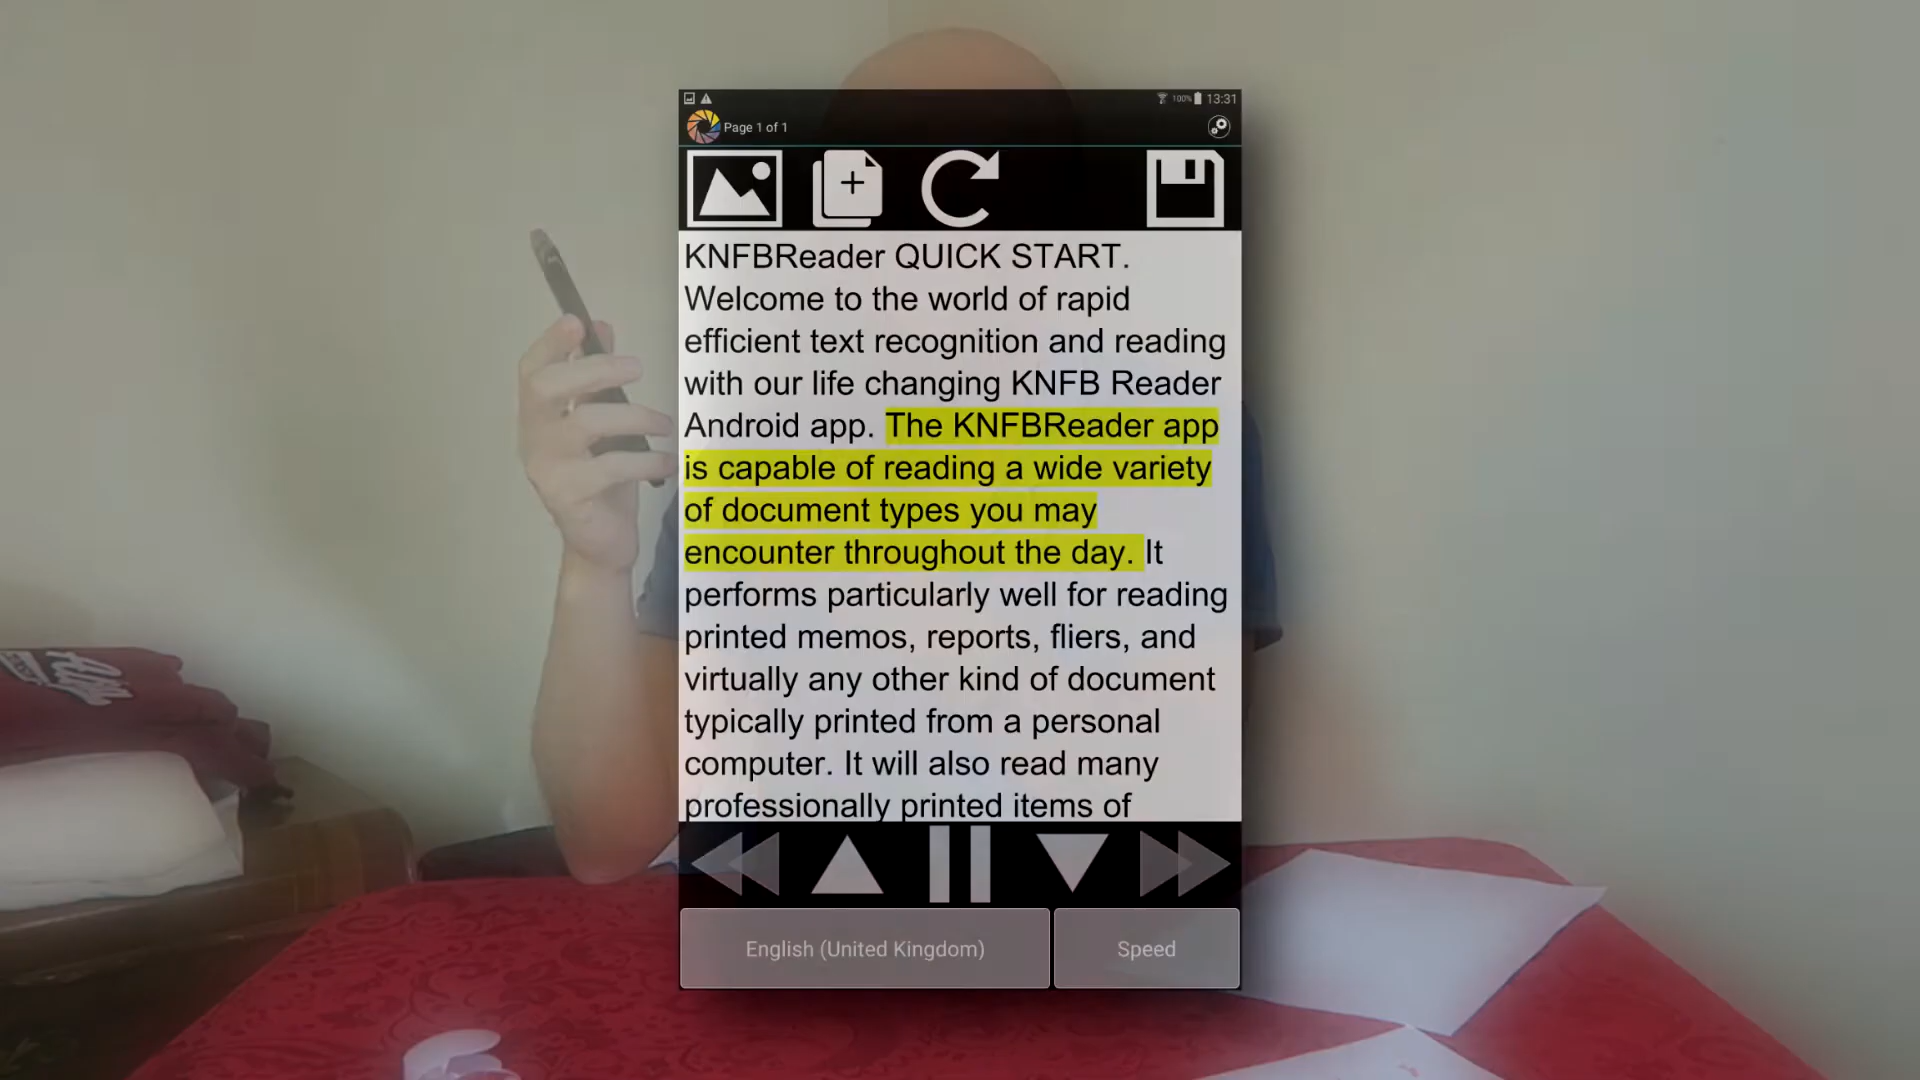 100% 13:31
Page 1 of 1
KNFBReader QUICK START.
Welcome to the world of rapid
efficient text recognition and reading
with our life changing KNFB Reader
Android app. The KNFBReader app
is capable of reading a wide variety
of document types you may
encounter throughout the day. It
performs particularly well for reading
printed memos, reports, fliers, and
virtually any other kind of document
typically printed from a personal
computer. It will also read many
professionally printed items of
English (United Kingdom)
Speed